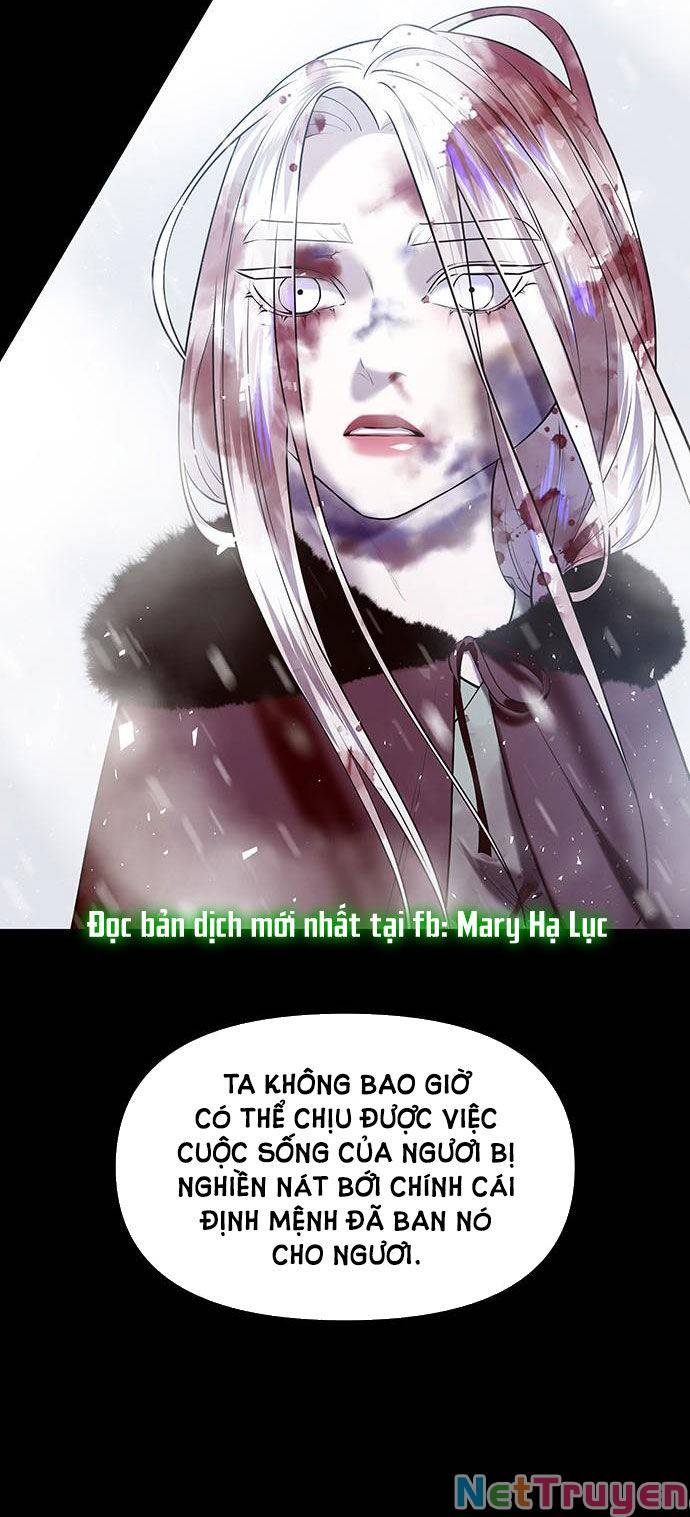 Đọc bản dịch mới nhất tại fb: Mary Hạ Lục
TA KHÔNG BAO GIỜ
CÓ THỂ CHỊU ĐƯỢC VIỆC
CUỘC SỐNG CỦA NGƯƠI BỊ
NGHIỀN NÁT BỚI CHÍNH CÁI
ĐỊNH MỆNH ĐÃ BAN NÓ
CHO NGƯƠI.
NetTruyen